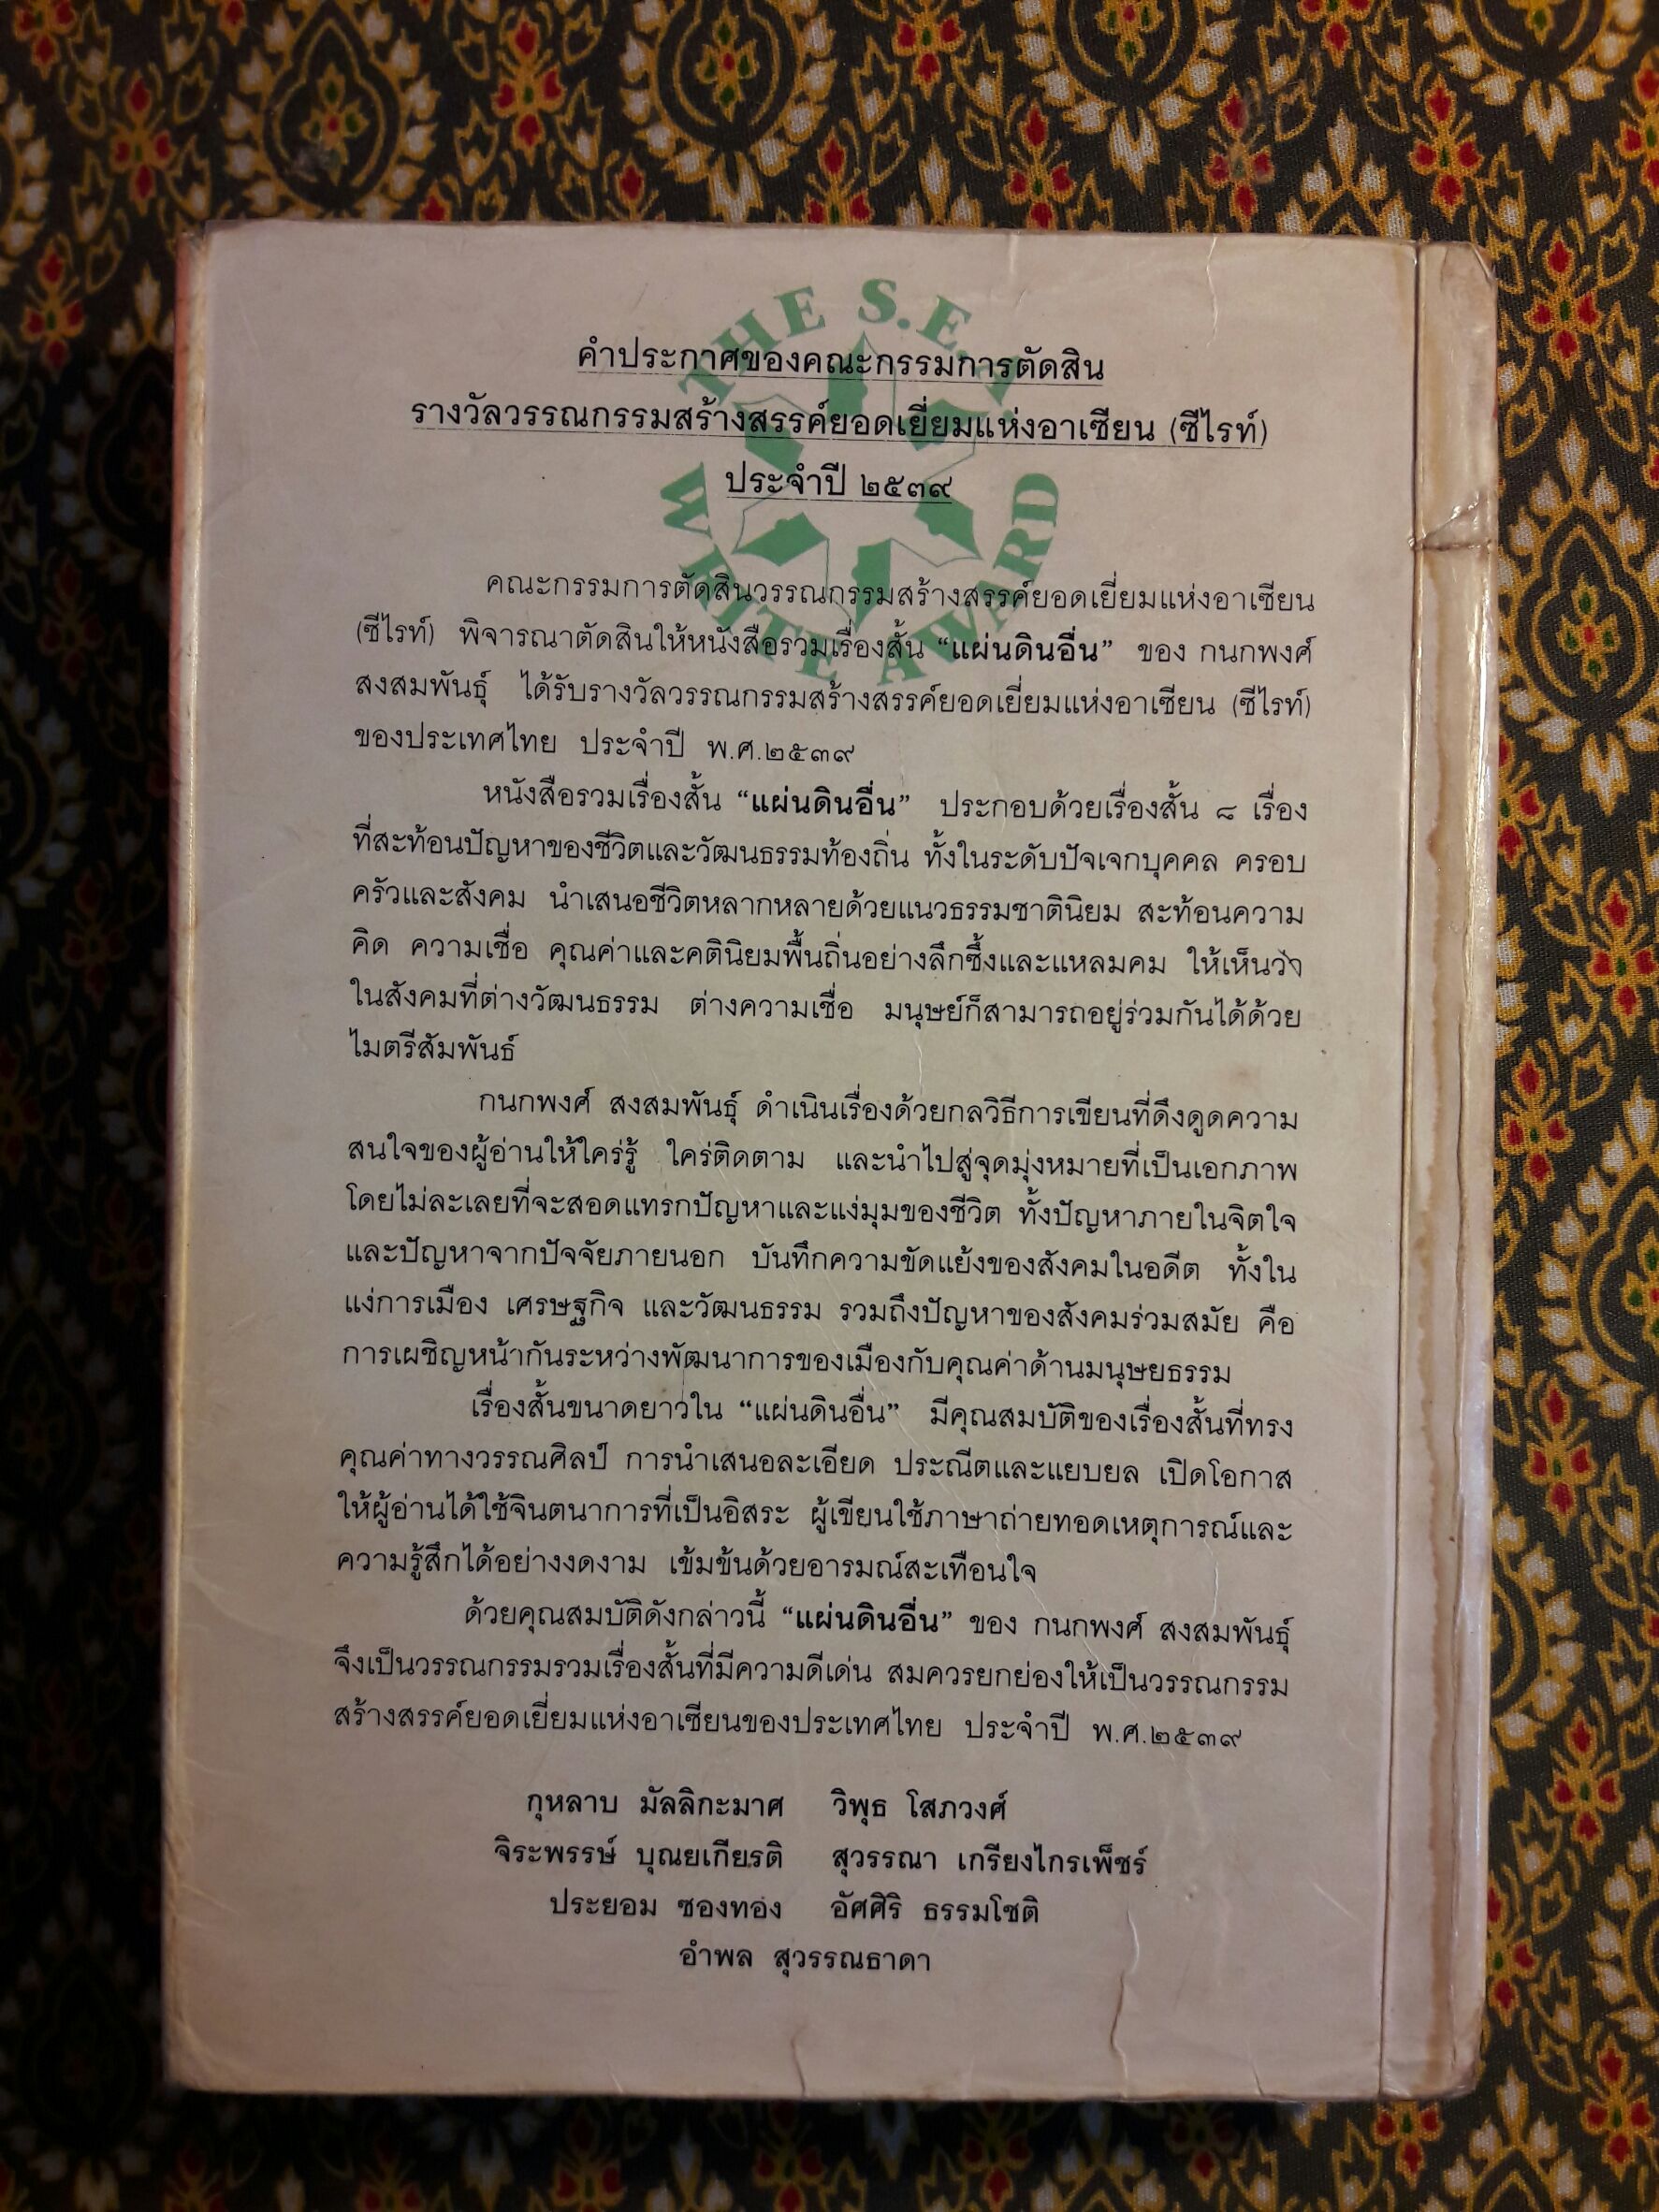 THE S.E.A. WRITE AWARD
คำประกาศของคณะกรรมการตัดสิน
รางวัลวรรณกรรมสร้างสรรค์ยอดเยี่ยมแห่งอาเซียน (ซีไรท์)
ประจำปี ๒๕๓๙
คณะกรรมการตัดสินวรรณกรรมสร้างสรรค์ยอดเยี่ยมแห่งอาเซียน
(ซีไรท์) พิจารณาตัดสินให้หนังสือรวมเรื่องสั้น “แผ่นดินอื่น” ของ กนกพงศ์
สงสมพันธุ์ ได้รับรางวัลวรรณกรรมสร้างสรรค์ยอดเยี่ยมแห่งอาเซียน (ซีไรท์)
ของประเทศไทย ประจำปี พ.ศ.๒๕๓๙
หนังสือรวมเรื่องสั้น “แผ่นดินอื่น” ประกอบด้วยเรื่องสั้น ๘ เรื่อง
ที่สะท้อนปัญหาของชีวิตและวัฒนธรรมท้องถิ่น ทั้งในระดับปัจเจกบุคคล ครอบ
ครัวและสังคม นำเสนอชีวิตหลากหลายด้วยแนวธรรมชาตินิยม สะท้อนความ
คิด ความเชื่อ คุณค่าและคตินิยมพื้นถิ่นอย่างลึกซึ้งและแหลมคม ให้เห็นว่า
ในสังคมที่ต่างวัฒนธรรม ต่างความเชื่อ มนุษย์ก็สามารถอยู่ร่วมกันได้ด้วย
ไมตรีสัมพันธ์
กนกพงศ์ สงสมพันธุ์ ดำเนินเรื่องด้วยกลวิธีการเขียนที่ดึงดูดความ
สนใจของผู้อ่านให้ใคร่รู้ ใคร่ติดตาม และนำไปสู่จุดมุ่งหมายที่เป็นเอกภาพ
โดยไม่ละเลยที่จะสอดแทรกปัญหาและแง่มุมของชีวิต ทั้งปัญหาภายในจิตใจ
และปัญหาจากปัจจัยภายนอก บันทึกความขัดแย้งของสังคมในอดีต ทั้งใน
แง่การเมือง เศรษฐกิจ และวัฒนธรรม รวมถึงปัญหาของสังคมร่วมสมัย คือ
การเผชิญหน้ากันระหว่างพัฒนาการของเมืองกับคุณค่าด้านมนุษยธรรม
เรื่องสั้นขนาดยาวใน “แผ่นดินอื่น” มีคุณสมบัติของเรื่องสั้นที่ทรง
คุณค่าทางวรรณศิลป์ การนำเสนอละเอียด ประณีตและแยบยล เปิดโอกาส
ให้ผู้อ่านได้ใช้จินตนาการที่เป็นอิสระ ผู้เขียนใช้ภาษาถ่ายทอดเหตุการณ์และ
ความรู้สึกได้อย่างงดงาม เข้มข้นด้วยอารมณ์สะเทือนใจ
ด้วยคุณสมบัติดังกล่าวนี้ “แผ่นดินอื่น” ของ กนกพงศ์ สงสมพันธุ์
จึงเป็นวรรณกรรมรวมเรื่องสั้นที่มีความดีเด่น สมควรยกย่องให้เป็นวรรณกรรม
สร้างสรรค์ยอดเยี่ยมแห่งอาเซียนของประเทศไทย ประจำปี พ.ศ.๒๕๓๙
กุหลาบ มัลลิกะมาศ วิพุธ โสภวงศ์
จิระพรรษ์ บุณยเกียรติ สุวรรณา เกรียงไกรเพ็ชร์
ประยอม ซองทอง อัศศิริ ธรรมโชติ
อำพล สุวรรณธาดา